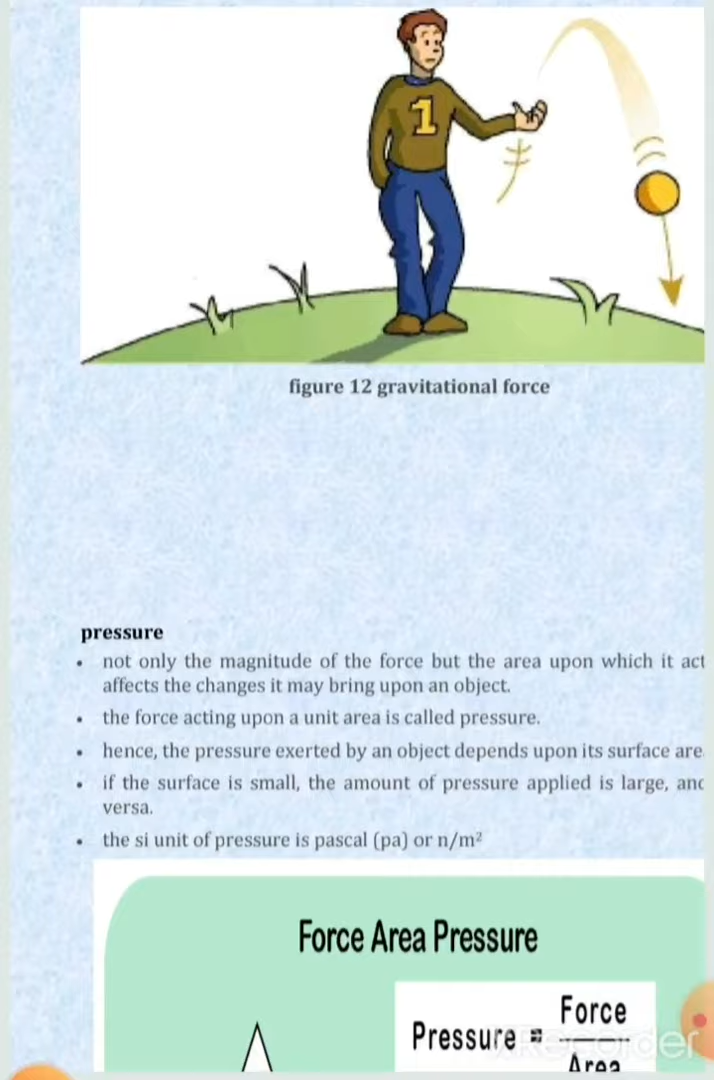 1
figure 12 gravitational force
pressure
• not only the magnitude of the force but the area upon which it act
affects the changes it may bring upon an object.
• the force acting upon a unit area is called pressure.
• hence, the pressure exerted by an object depends upon its surface are
• if the surface is small, the amount of pressure applied is large, and
versa.
• the si unit of pressure is pascal (pa) or n/m²
Force Area Pressure
Force
Pressure =
Area